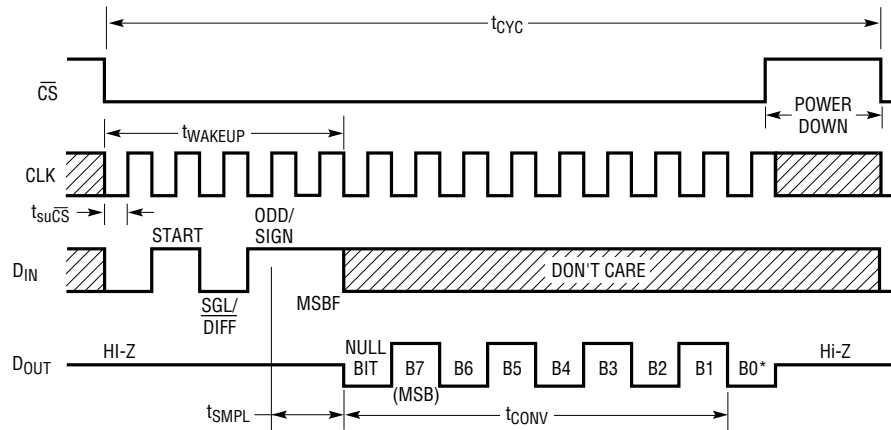 tCYC
CS
POWER
DOWN
tWAKEUP
CLK
tsuCS
START
ODD/
SIGN
DIN
DON'T CARE
SGL/
DIFF
MSBF
DOUT
HI-Z
NULL
BIT
B7
(MSB)
B6
B5
B4
B3
B2
B1
B0*
Hi-Z
tSMPL
tCONV